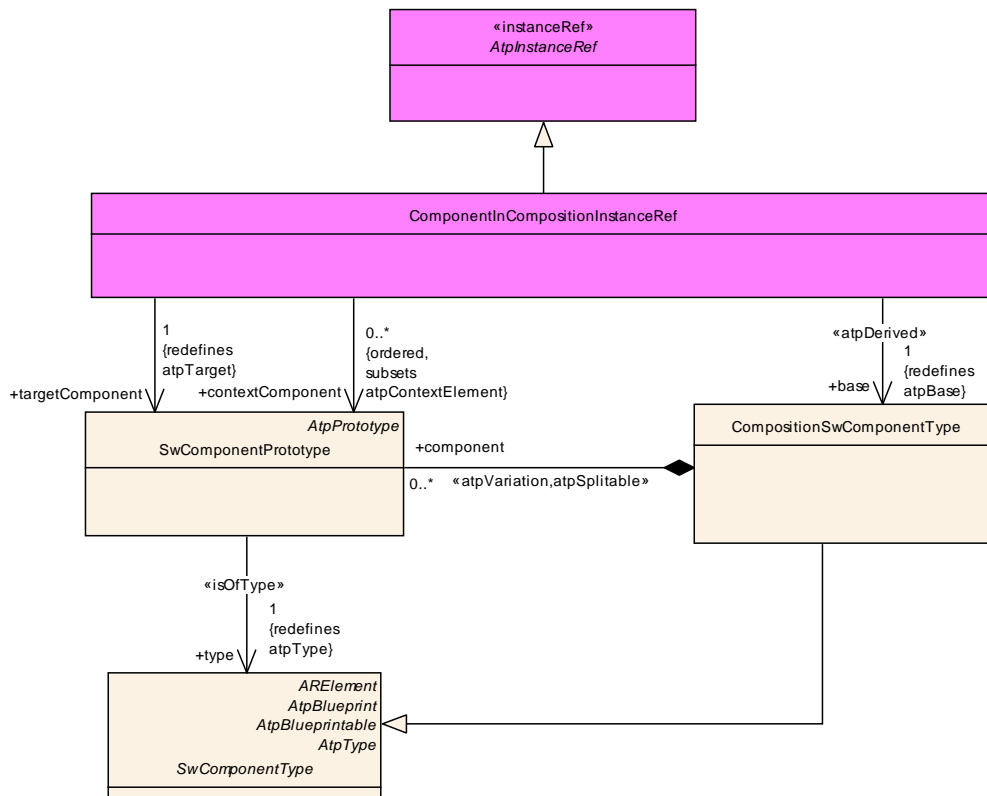 «instanceRef»
AtpInstanceRef
ComponentInCompositionInstanceRef
1
{redefines
atpTarget}
+targetComponent
0..*
{ordered,
subsets
atpContextElement}
+contextComponent
«atpDerived»
1
{redefines
atpBase}
+base
AtpPrototype
SwComponentPrototype
+component
0..*
«atpVariation,atpSplitable»
CompositionSwComponentType
«isOfType»
1
{redefines
atpType}
+type
ARElement
AtpBlueprint
AtpBlueprintable
AtpType
SwComponentType